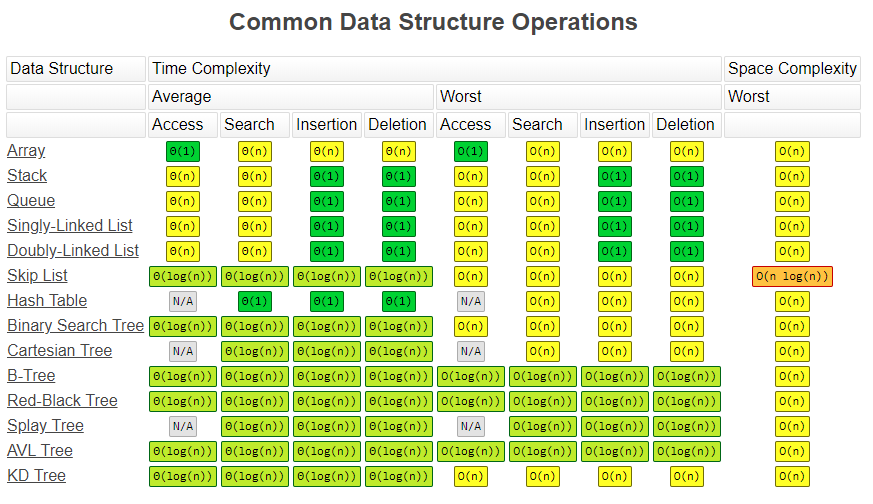 Common Data Structure Operations
Data Structure Time Complexity Space Complexity
Average Worst Worst
Access Search Insertion Deletion Access Search Insertion Deletion
Array Θ(1) Θ(n) Θ(n) Θ(n) O(1) O(n) O(n) O(n) O(n)
Stack Θ(n) Θ(n) Θ(1) Θ(1) O(n) O(n) O(1) O(1) O(n)
Queue Θ(n) Θ(n) Θ(1) Θ(1) O(n) O(n) O(1) O(1) O(n)
Singly-Linked List Θ(n) Θ(n) Θ(1) Θ(1) O(n) O(n) O(1) O(1) O(n)
Doubly-Linked List Θ(n) Θ(n) Θ(1) Θ(1) O(n) O(n) O(1) O(1) O(n)
Skip List Θ(log(n)) Θ(log(n)) Θ(log(n)) Θ(log(n)) O(n) O(n) O(n) O(n) O(n log(n))
Hash Table N/A Θ(1) Θ(1) Θ(1) N/A O(n) O(n) O(n) O(n)
Binary Search Tree Θ(log(n)) Θ(log(n)) Θ(log(n)) Θ(log(n)) O(n) O(n) O(n) O(n) O(n)
Cartesian Tree N/A Θ(log(n)) Θ(log(n)) Θ(log(n)) N/A O(n) O(n) O(n) O(n)
B-Tree Θ(log(n)) Θ(log(n)) Θ(log(n)) Θ(log(n)) O(log(n)) O(log(n)) O(log(n)) O(log(n)) O(n)
Red-Black Tree Θ(log(n)) Θ(log(n)) Θ(log(n)) Θ(log(n)) O(log(n)) O(log(n)) O(log(n)) O(log(n)) O(n)
Splay Tree N/A Θ(log(n)) Θ(log(n)) Θ(log(n)) N/A O(log(n)) O(log(n)) O(log(n)) O(n)
AVL Tree Θ(log(n)) Θ(log(n)) Θ(log(n)) Θ(log(n)) O(log(n)) O(log(n)) O(log(n)) O(log(n)) O(n)
KD Tree Θ(log(n)) Θ(log(n)) Θ(log(n)) Θ(log(n)) O(n) O(n) O(n) O(n) O(n)